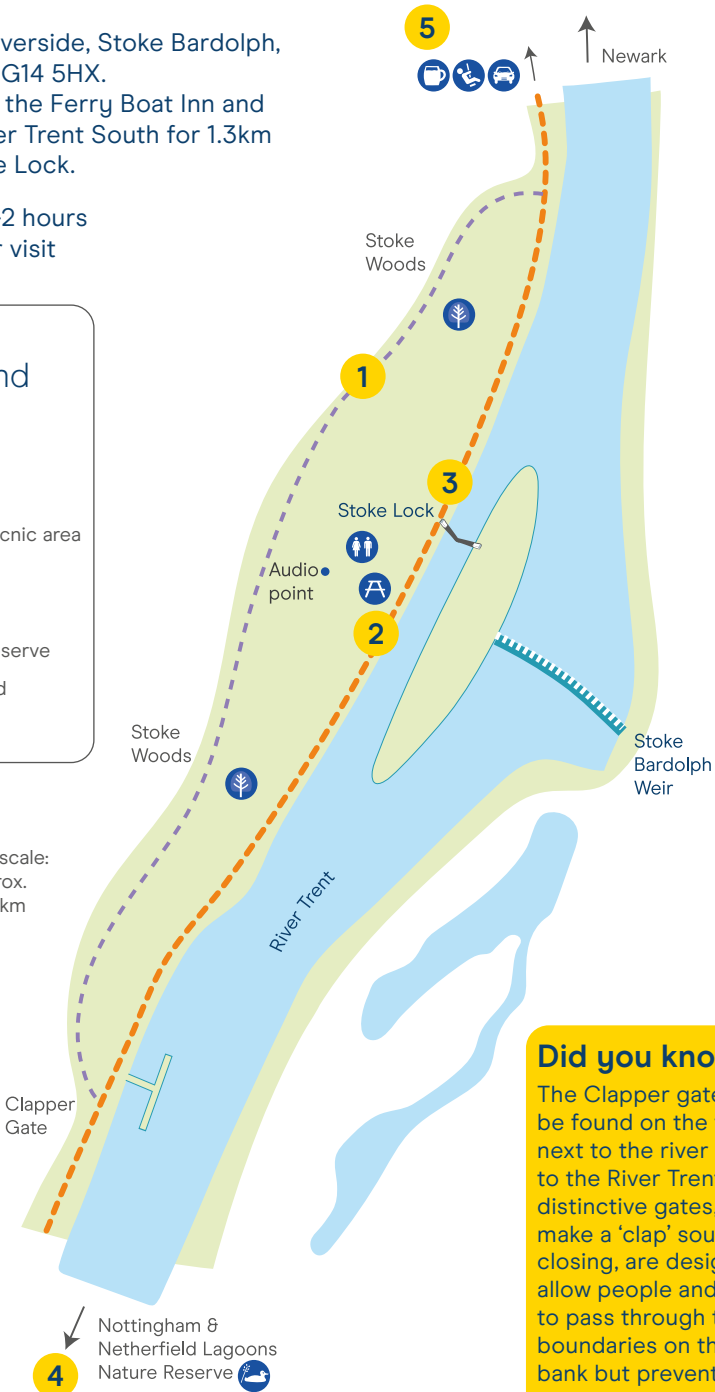 verside, Stoke Bardolph,
G14 5HX.
the Ferry Boat Inn and
er Trent South for 1.3km
e Lock.
2 hours
r visit
nd
cnic area
serve
d
scale:
rox.
km
5
Newark
Stoke
Woods
1
3
Stoke Lock
Audio
point
2
Stoke
Woods
Stoke
Bardolph
Weir
River Trent
Clapper
Gate
Nottingham &
Netherfield Lagoons
Nature Reserve
4
Did you kno
The Clapper gate
be found on the
next to the river
to the River Trent
distinctive gates
make a ‘clap’ sou
closing, are desig
allow people and
to pass through t
boundaries on th
bank but preven